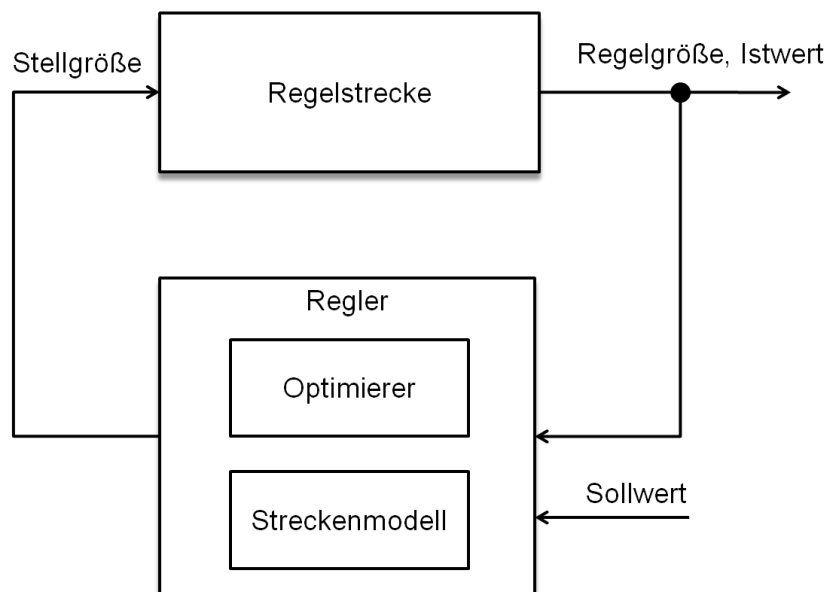 Stellgröße
Regelstrecke
Regelgröße, Istwert
Regler
Optimierer
Streckenmodell
Sollwert